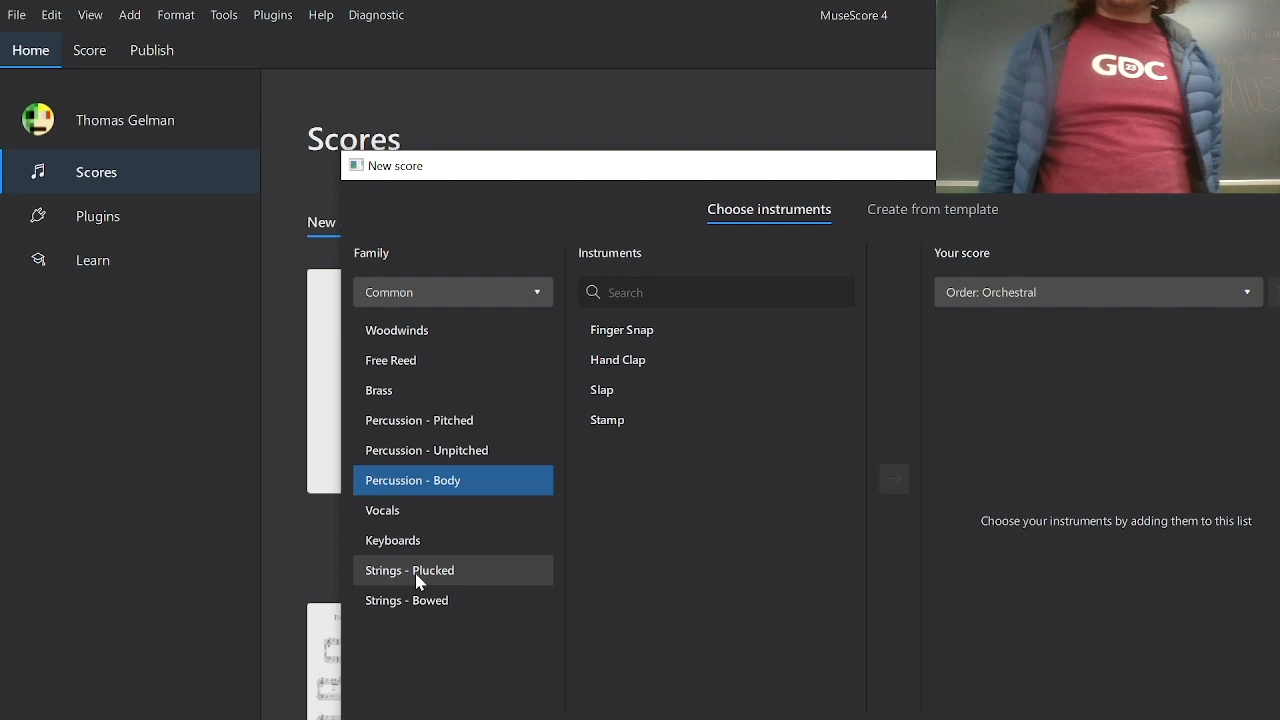 File Edit View Add Format Tools Plugins Help Diagnostic
MuseScore 4
Home Score Publish
Thomas Gelman
Scores
Plugins
Learn
Scores
New score
New
Choose instruments Create from template
Family
Common
Woodwinds
Free Reed
Brass
Percussion - Pitched
Percussion - Unpitched
Percussion - Body
Vocals
Keyboards
Strings - Plucked
Strings - Bowed
Instruments
Search
Finger Snap
Hand Clap
Slap
Stamp
Your score
Order: Orchestral
Choose your instruments by adding them to this list
GDC
23